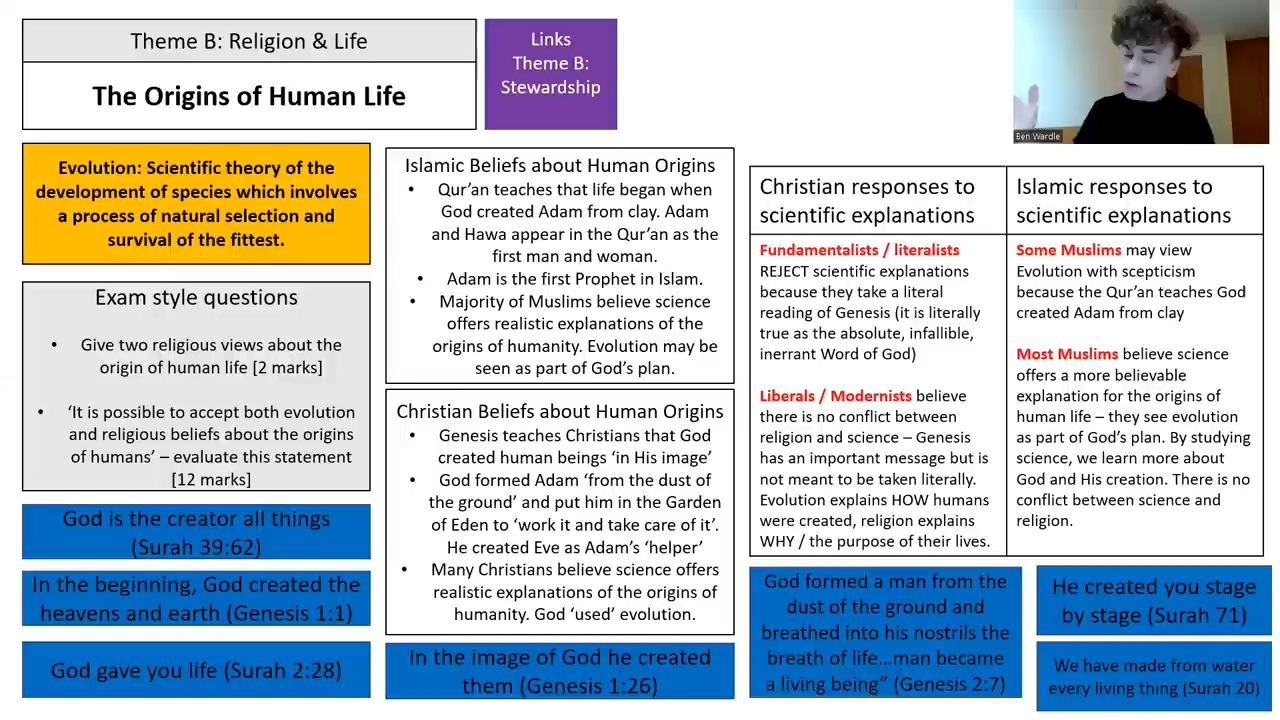 Theme B: Religion & Life
The Origins of Human Life
Links
Theme B:
Stewardship
Ben Wardle
Evolution: Scientific theory of the
development of species which involves
a process of natural selection and
survival of the fittest.
Exam style questions
• Give two religious views about the
origin of human life [2 marks]
• ‘It is possible to accept both evolution
and religious beliefs about the origins
of humans’ – evaluate this statement
[12 marks]
God is the creator all things
(Surah 39:62)
In the beginning, God created the
heavens and earth (Genesis 1:1)
God gave you life (Surah 2:28)
Islamic Beliefs about Human Origins
• Qur’an teaches that life began when
God created Adam from clay. Adam
and Hawa appear in the Qur’an as the
first man and woman.
• Adam is the first Prophet in Islam.
• Majority of Muslims believe science
offers realistic explanations of the
origins of humanity. Evolution may be
seen as part of God’s plan.
Christian Beliefs about Human Origins
• Genesis teaches Christians that God
created human beings ‘in His image’
• God formed Adam ‘from the dust of
the ground’ and put him in the Garden
of Eden to ‘work it and take care of it’.
He created Eve as Adam’s ‘helper’
• Many Christians believe science offers
realistic explanations of the origins of
humanity. God ‘used’ evolution.
In the image of God he created
them (Genesis 1:26)
Christian responses to
scientific explanations
Fundamentalists / literalists
REJECT scientific explanations
because they take a literal
reading of Genesis (it is literally
true as the absolute, infallible,
inerrant Word of God)
Liberals / Modernists believe
there is no conflict between
religion and science – Genesis
has an important message but is
not meant to be taken literally.
Evolution explains HOW humans
were created, religion explains
WHY / the purpose of their lives.
Islamic responses to
scientific explanations
Some Muslims may view
Evolution with scepticism
because the Qur’an teaches God
created Adam from clay
Most Muslims believe science
offers a more believable
explanation for the origins of
human life – they see evolution
as part of God’s plan. By studying
science, we learn more about
God and His creation. There is no
conflict between science and
religion.
God formed a man from the
dust of the ground and
breathed into his nostrils the
breath of life…man became
a living being” (Genesis 2:7)
He created you stage
by stage (Surah 71)
We have made from water
every living thing (Surah 20)